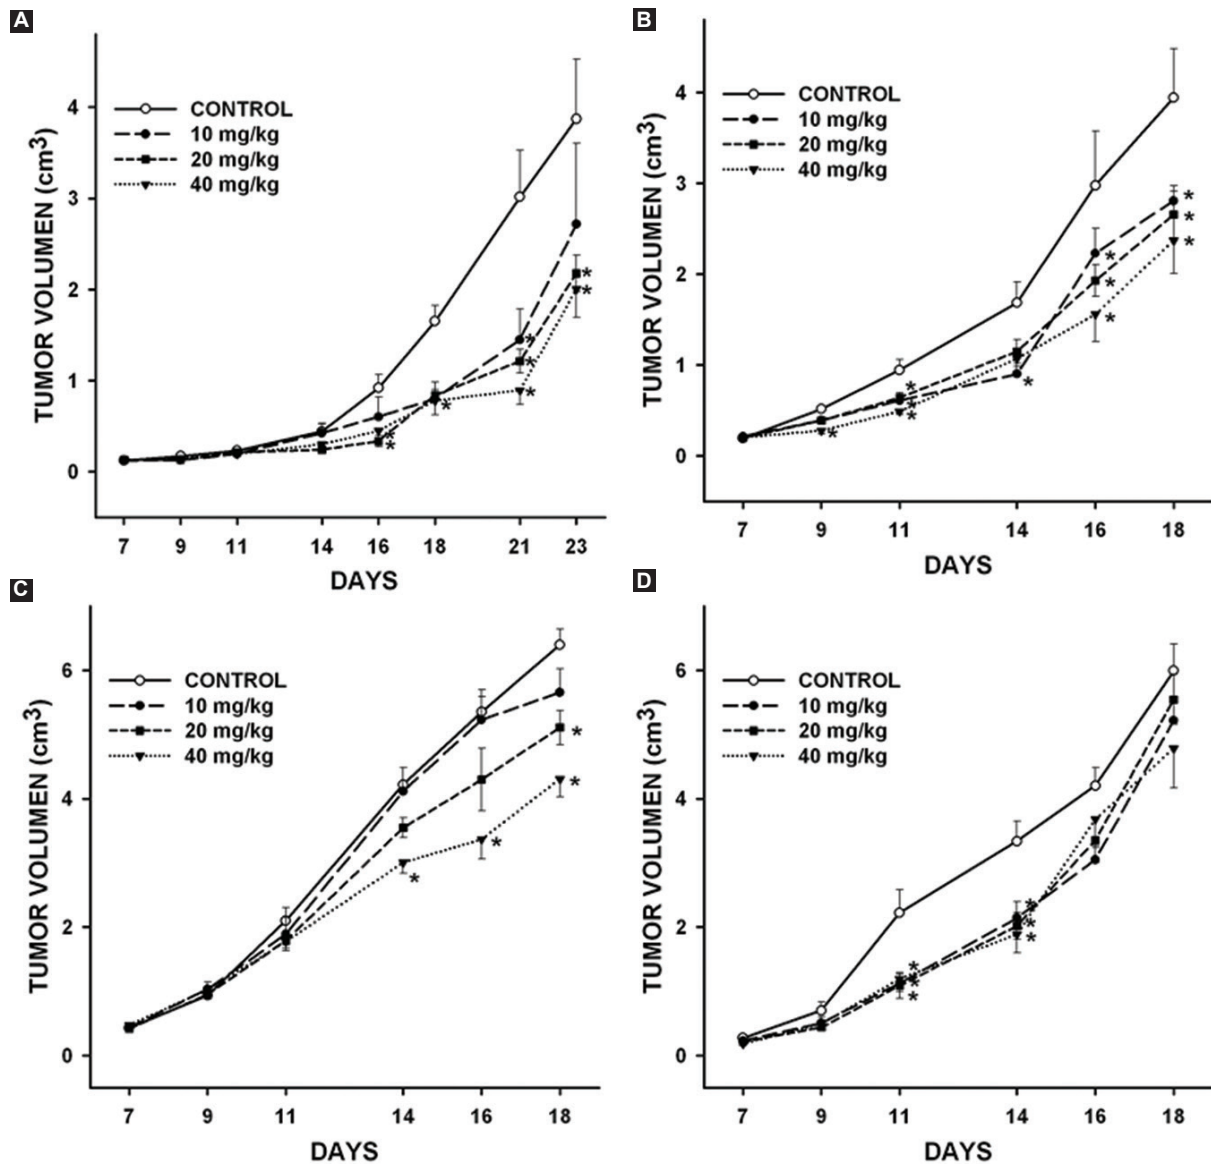 A
TUMOR VOLUMEN (cm3)
4
3
2
1
0
CONTROL
10 mg/kg
20 mg/kg
40 mg/kg
*
*
*
*
*
*
*
*
7 9 11 14 16 18 21 23
DAYS
B
TUMOR VOLUMEN (cm3)
4
3
2
1
0
CONTROL
10 mg/kg
20 mg/kg
40 mg/kg
*
*
*
*
*
*
*
*
*
*
*
7 9 11 14 16 18
DAYS
C
TUMOR VOLUMEN (cm3)
6
4
2
0
CONTROL
10 mg/kg
20 mg/kg
40 mg/kg
*
*
*
*
7 9 11 14 16 18
DAYS
D
TUMOR VOLUMEN (cm3)
6
4
2
0
CONTROL
10 mg/kg
20 mg/kg
40 mg/kg
*
*
*
*
*
*
7 9 11 14 16 18
DAYS